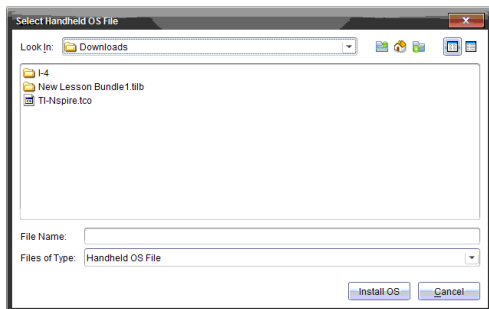 Select Handheld OS File
Look In: Downloads
I-4
New Lesson Bundle1.tilb
TI-Nspire.tco
File Name:
Files of Type: Handheld OS File
Install OS Cancel